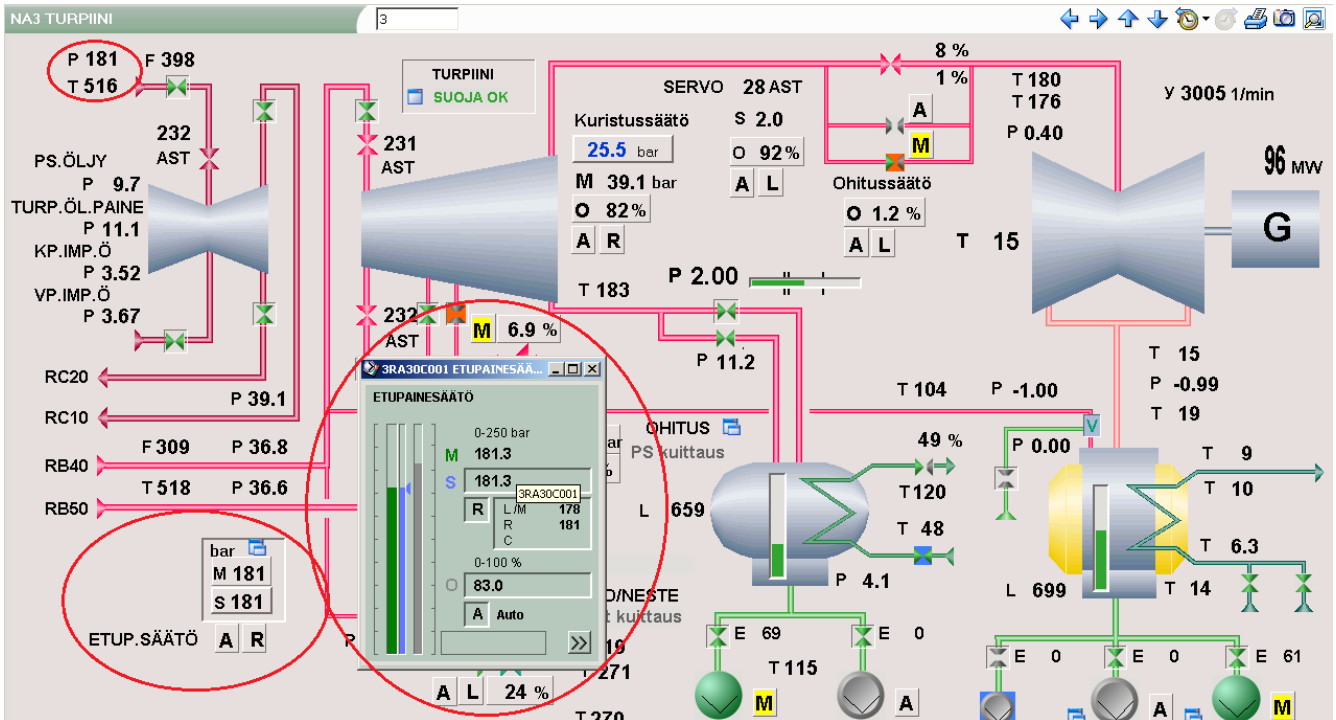 NA3 TURPIINI
3
P 181 F 398
T 516
232
AST
PS.ÖLJY
P 9.7
TURP.ÖL.PAINE
P 11.1
KP.IMP.Ö
P 3.52
VP.IMP.Ö
P 3.67
RC20
RC10
P 39.1
F 309 P 36.8
RB40
T 518 P 36.6
RB50
bar
M 181
S 181
ETUP.SÄÄTÖ A R
TURPIINI
SUOJA OK
231
AST
232
AST
M 6.9 %
Kuristussäätö
25.5 bar
M 39.1 bar
O 82 %
A R
T 183
SERVO 28 AST
S 2.0
O 92%
A L
8 %
1 %
A
M
Ohitussäätö
O 1.2 %
A L
P 2.00
P 11.2
T 180
T 176
P 0.40
Y 3005 1/min
96 MW
G
T 15
T 15
P -0.99
T 19
T 104
P -1.00
V
P 0.00
3RA30C001 ETUPAINESÄÄ...
ETUPAINESÄÄTÖ
0-250 bar
M 181.3
S 181.3
3RA30C001
R
L/M 178
R 181
C
0-100 %
O 83.0
A Auto
>>
P
A L 24 %
OHITUS
ar
PS kuittaus
%
O/NESTE
t kuittaus
19
T 271
T 270
L 659
49 %
T 120
T 48
P 4.1
E 69
E 0
T 115
M
A
T 9
T 10
T 6.3
T 14
L 699
E 0
E 0
E 61
A
M